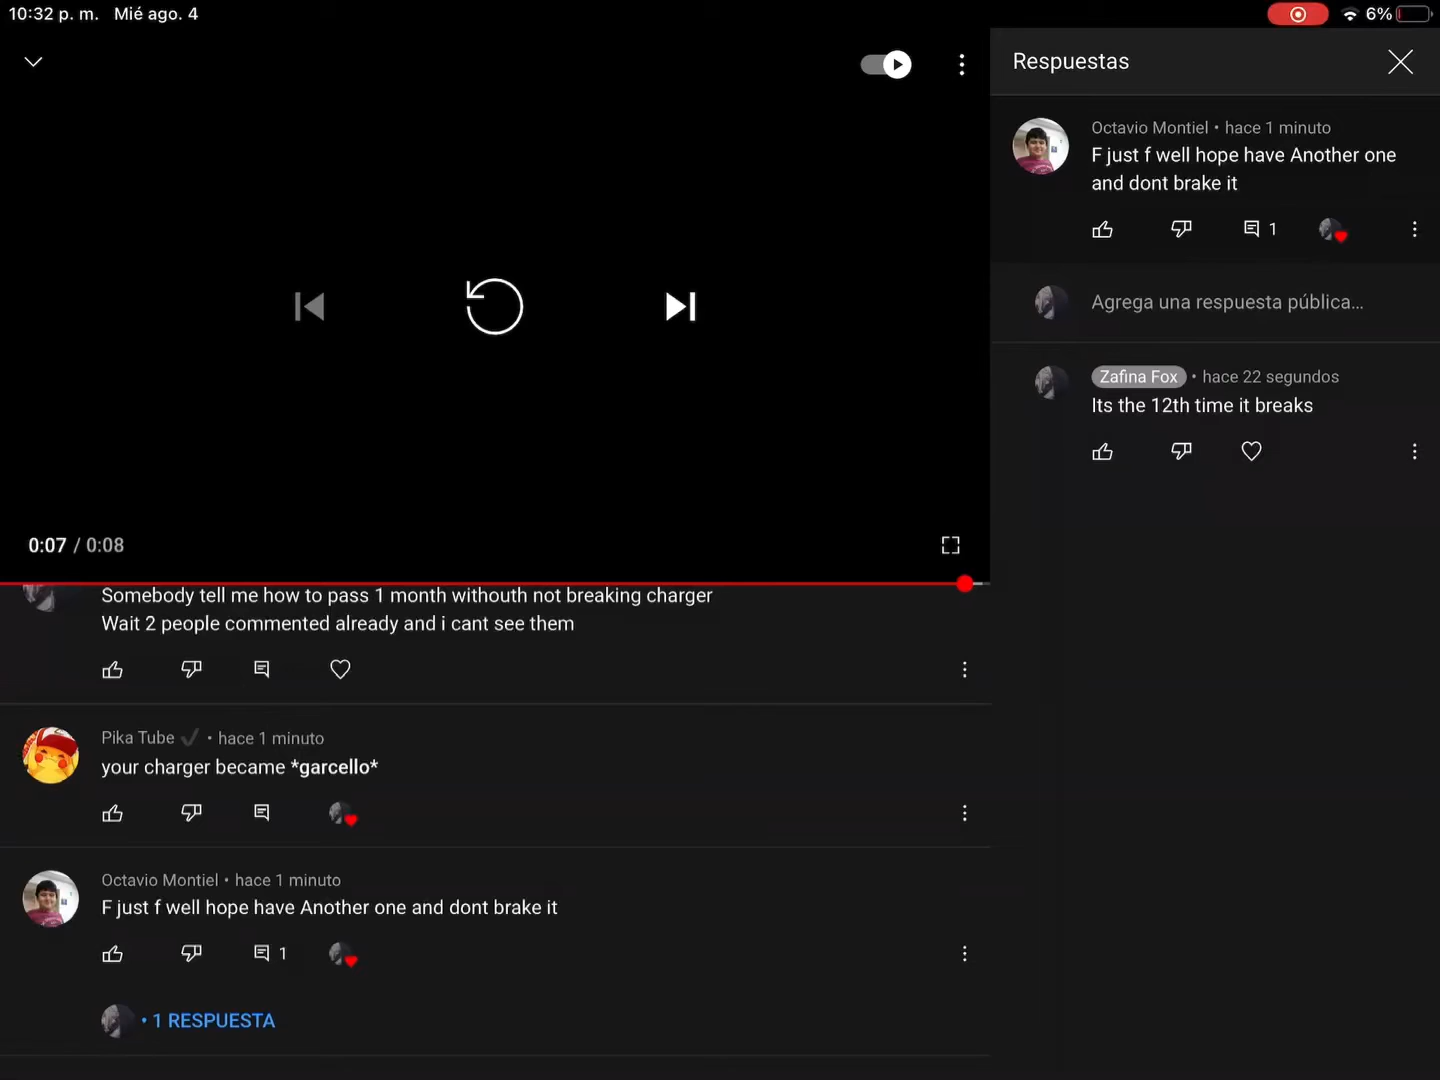 10:32 p. m. Mié ago. 4
6%
Respuestas
Octavio Montiel • hace 1 minuto
F just f well hope have Another one
and dont brake it
1
Agrega una respuesta pública...
Zafina Fox • hace 22 segundos
Its the 12th time it breaks
0:07 / 0:08
Somebody tell me how to pass 1 month withouth not breaking charger
Wait 2 people commented already and i cant see them
Pika Tube ✓ • hace 1 minuto
your charger became *garcello*
Octavio Montiel • hace 1 minuto
F just f well hope have Another one and dont brake it
1
• 1 RESPUESTA